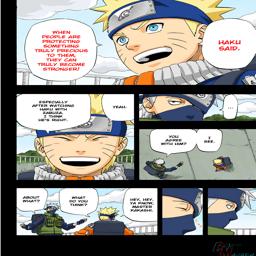 HAKU
SAID.
WHEN
PEOPLE ARE
PROTECTING
SOMETHING
TRULY PRECIOUS
TO THEM,
THEY CAN
TRULY BECOME
STRONGER!
YEAH.
ESPECIALLY
AFTER WATCHING
HAKU WITH
ZABUZA,
I THINK
HE'S RIGHT.
...
I
SEE.
YOU
AGREE
WITH HIM?
HEY, HEY,
YA KNOW,
MASTER
KAKASHI.
WHAT
DO YOU
THINK?
ABOUT
WHAT?